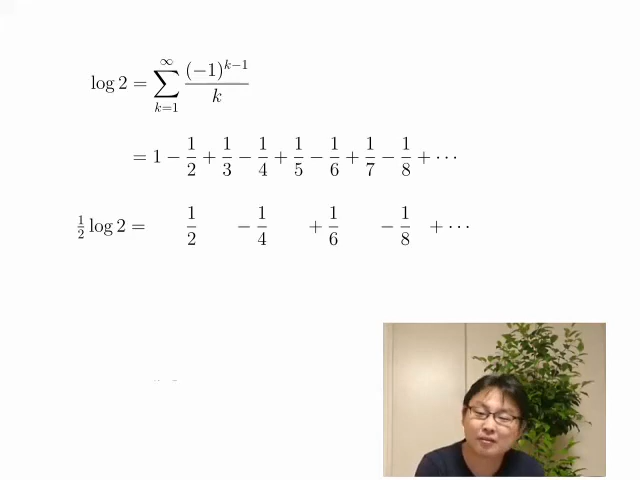 log 2 = ∑_{k=1}^{∞} (−1)^{k−1}/k
= 1 − 1/2 + 1/3 − 1/4 + 1/5 − 1/6 + 1/7 − 1/8 + ⋯
1/2 log 2 = 1/2 − 1/4 + 1/6 − 1/8 + ⋯